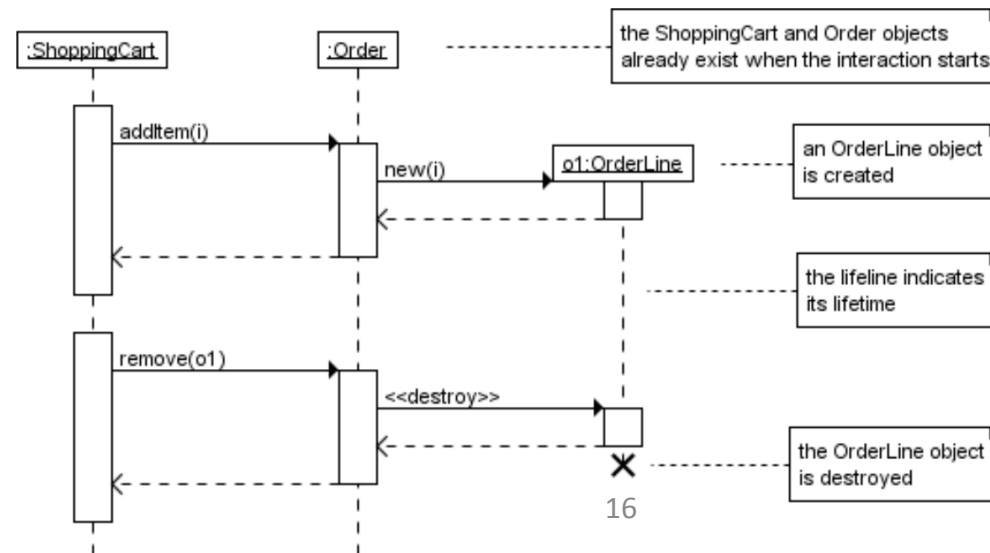 :ShoppingCart
:Order
the ShoppingCart and Order objects
already exist when the interaction starts
addItem(i)
new(i)
o1:OrderLine
an OrderLine object
is created
the lifeline indicates
its lifetime
remove(o1)
<<destroy>>
the OrderLine object
is destroyed
16